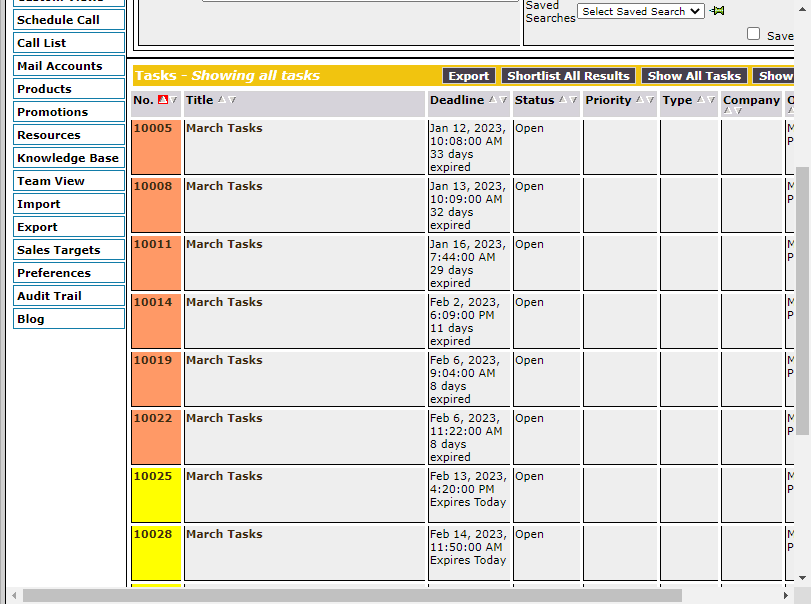 Saved
Searches
Select Saved Search
Save
Schedule Call
Call List
Mail Accounts
Products
Promotions
Resources
Knowledge Base
Team View
Import
Export
Sales Targets
Preferences
Audit Trail
Blog
Tasks - Showing all tasks
Export
Shortlist All Results
Show All Tasks
Show
No. Title Deadline Status Priority Type Company
10005 March Tasks Jan 12, 2023, Open
10:08:00 AM
33 days
expired
10008 March Tasks Jan 13, 2023, Open
10:09:00 AM
32 days
expired
10011 March Tasks Jan 16, 2023, Open
7:44:00 AM
29 days
expired
10014 March Tasks Feb 2, 2023, Open
6:09:00 PM
11 days
expired
10019 March Tasks Feb 6, 2023, Open
9:04:00 AM
8 days
expired
10022 March Tasks Feb 6, 2023, Open
11:22:00 AM
8 days
expired
10025 March Tasks Feb 13, 2023, Open
4:20:00 PM
Expires Today
10028 March Tasks Feb 14, 2023, Open
11:50:00 AM
Expires Today